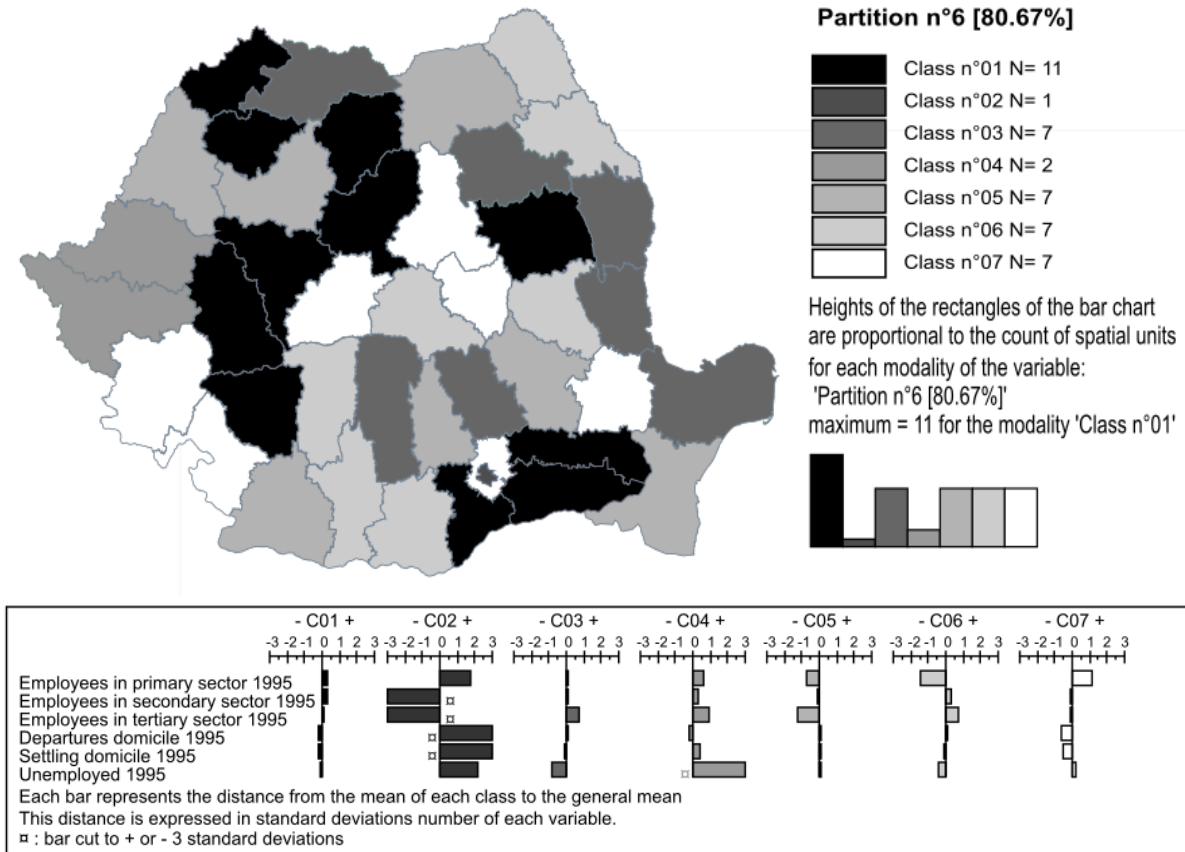 Partition n°6 [80.67%]
Class n°01 N= 11
Class n°02 N= 1
Class n°03 N= 7
Class n°04 N= 2
Class n°05 N= 7
Class n°06 N= 7
Class n°07 N= 7
Heights of the rectangles of the bar chart
are proportional to the count of spatial units
for each modality of the variable:
'Partition n°6 [80.67%]'
maximum = 11 for the modality 'Class n°01'
- C01 + - C02 + - C03 + - C04 + - C05 + - C06 + - C07 +
-3 -2 -1 0 1 2 3 -3 -2 -1 0 1 2 3 -3 -2 -1 0 1 2 3 -3 -2 -1 0 1 2 3 -3 -2 -1 0 1 2 3 -3 -2 -1 0 1 2 3 -3 -2 -1 0 1 2 3
Employees in primary sector 1995
Employees in secondary sector 1995 ¤
Employees in tertiary sector 1995 ¤
Departures domicile 1995 ¤
Settling domicile 1995 ¤
Unemployed 1995 ¤
Each bar represents the distance from the mean of each class to the general mean
This distance is expressed in standard deviations number of each variable.
¤ : bar cut to + or - 3 standard deviations